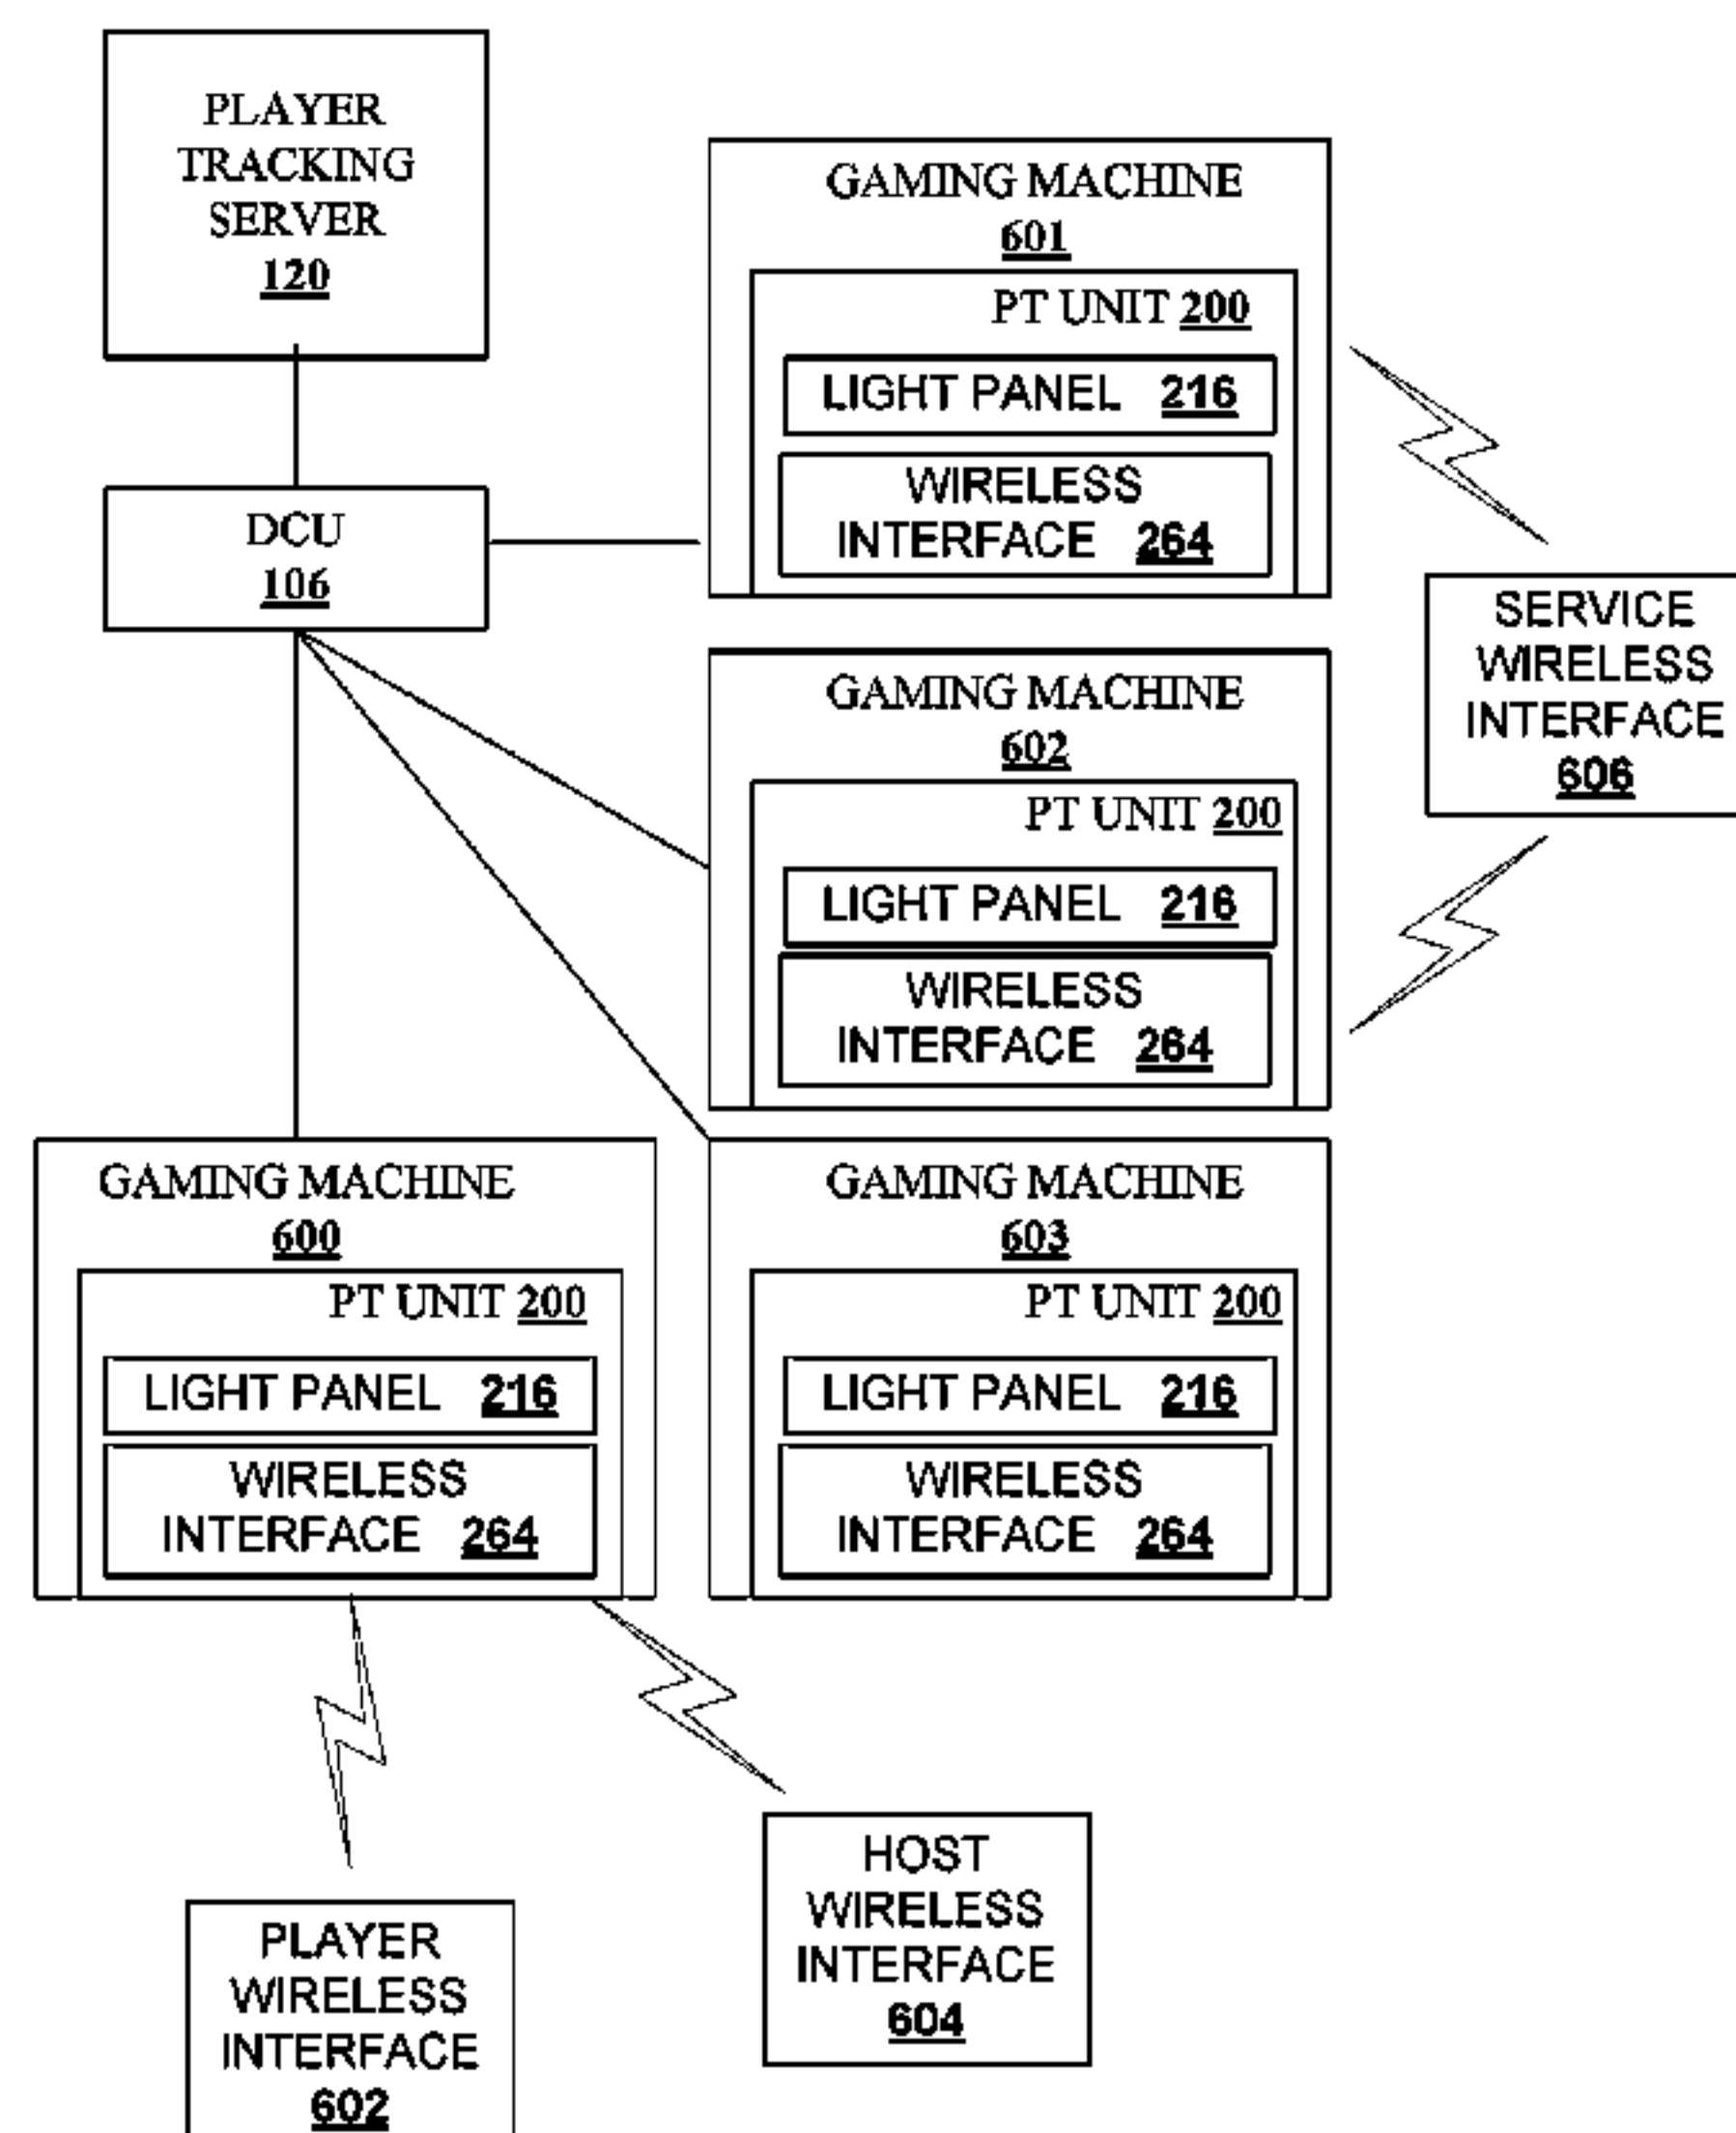 PLAYER
TRACKING
SERVER
120
DCU
106
GAMING MACHINE
601
PT UNIT 200
LIGHT PANEL 216
WIRELESS
INTERFACE 264
SERVICE
WIRELESS
INTERFACE
606
GAMING MACHINE
602
PT UNIT 200
LIGHT PANEL 216
WIRELESS
INTERFACE 264
GAMING MACHINE
600
PT UNIT 200
LIGHT PANEL 216
WIRELESS
INTERFACE 264
GAMING MACHINE
603
PT UNIT 200
LIGHT PANEL 216
WIRELESS
INTERFACE 264
HOST
WIRELESS
INTERFACE
604
PLAYER
WIRELESS
INTERFACE
602